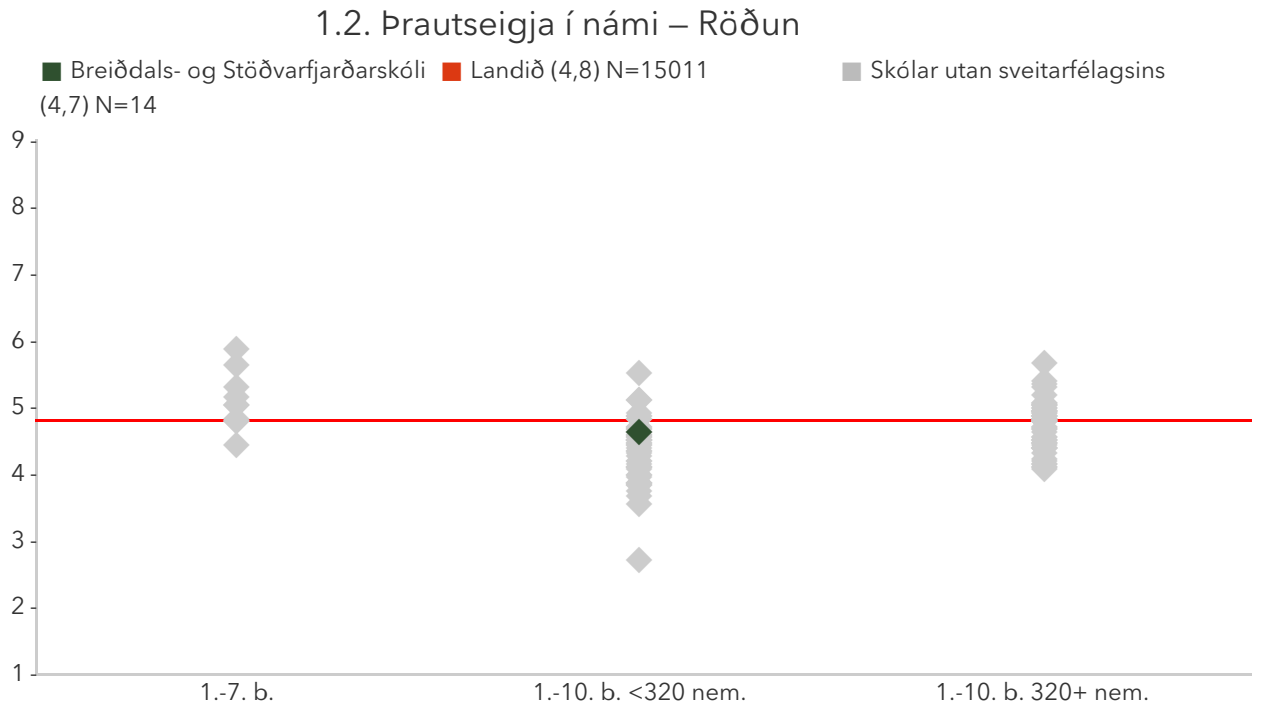 1.2. Þrautseigja í námi – Röðun
Breiðdals- og Stöðvarfjarðarskóli Landið (4,8) N=15011 Skólar utan sveitarfélagsins
(4,7) N=14
9
8
7
6
5
4
3
2
1
1.-7. b. 1.-10. b. <320 nem. 1.-10. b. 320+ nem.